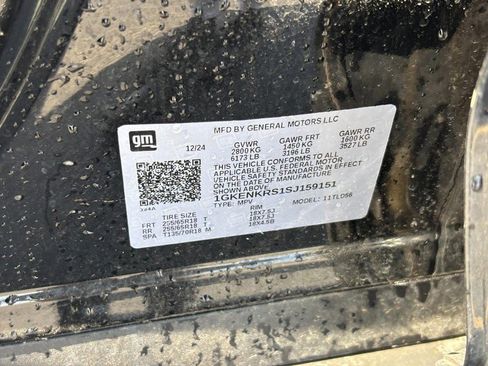 gm
MFD BY GENERAL MOTORS LLC
12/24 GVWR GAWR FRT GAWR RR
2800 KG 1450 KG 1600 KG
6173 LB 3196 LB 3527 LB
THIS VEHICLE CONFORMS TO ALL
APPLICABLE U.S. FEDERAL MOTOR
VEHICLE SAFETY STANDARDS IN
EFFECT ON THE DATE OF MANUFACTURE
SHOWN ABOVE.
1GKENKRS1SJ159151
TYPE: MPV MODEL: 11TLD56
TIRE SIZE RIM
FRT 255/65R18 T 18X7.5J
RR 255/65R18 T 18X7.5J
SPA T135/70R18 M 18X4.5B